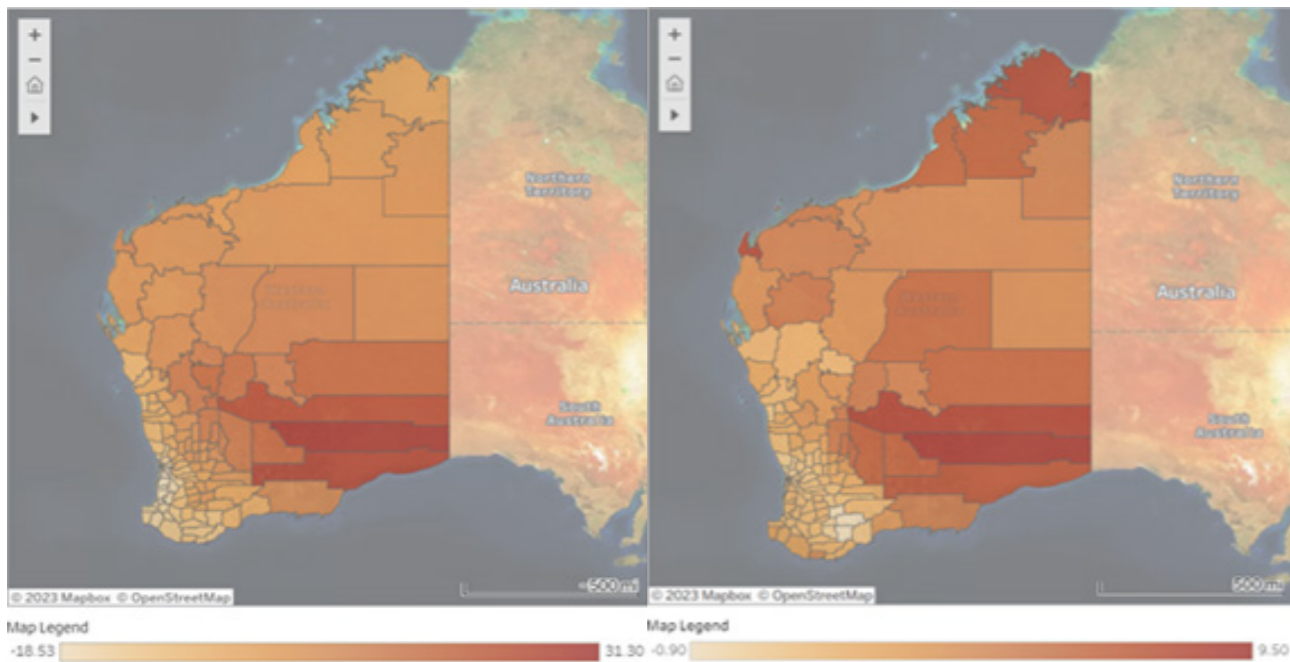 Northern
Territory
Australia
South
Australia
500 mi
© 2023 Mapbox © OpenStreetMap
Map Legend
-18.53 31.30
Northern
Territory
Australia
South
Australia
500 mi
© 2023 Mapbox © OpenStreetMap
Map Legend
-0.90 9.50